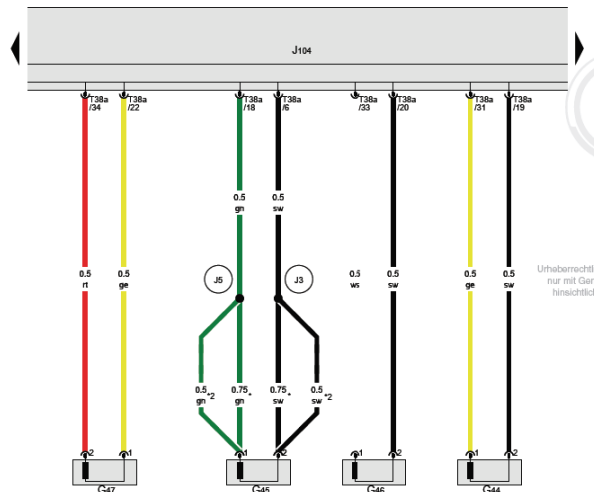 J104
T38a /34
T38a /22
T38a /18
T38a /6
T38a /33
T38a /20
T38a /31
T38a /19
0.5 gn
0.5 sw
J5
J3
0.5 rt
0.5 ge
0.5 ws
0.5 sw
0.5 ge
0.5 sw
Urheberrechtli
nur mit Gen
hinsichtlic
0.5 gn *2
0.75 gn *
0.75 sw *
0.5 sw *2
2
1
1
2
1
2
1
2
G47
G45
G46
G44